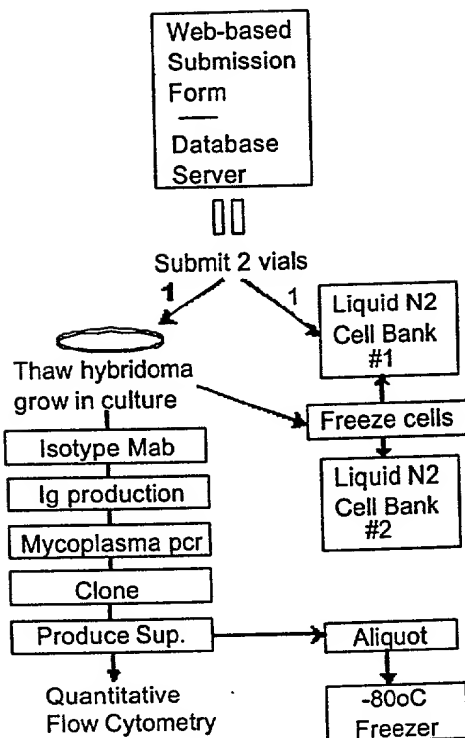 Web-based
Submission
Form
Database
Server
Submit 2 vials
1
1
Liquid N2
Cell Bank
#1
Thaw hybridoma
grow in culture
Freeze cells
Isotype Mab
Liquid N2
Cell Bank
#2
Ig production
Mycoplasma pcr
Clone
Produce Sup.
Aliquot
Quantitative
Flow Cytometry
-80oC
Freezer